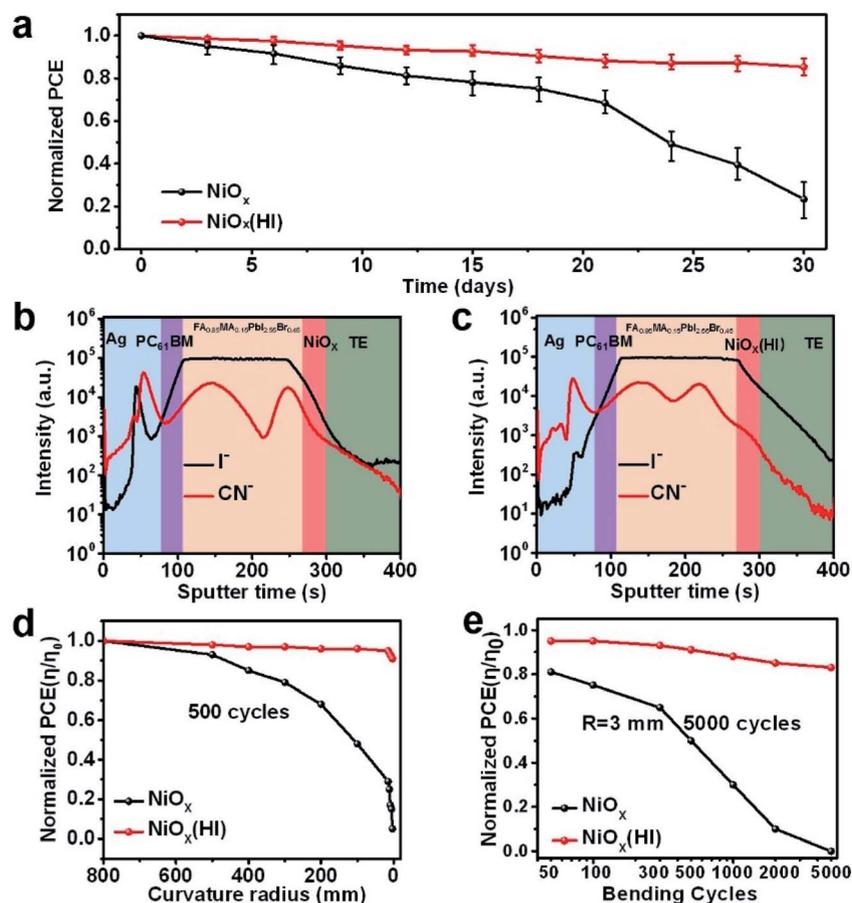 a
Normalized PCE
1.0
0.8
0.6
0.4
0.2
0.0
NiOₓ
NiOₓ(HI)
0 5 10 15 20 25 30
Time (days)
b
Intensity (a.u.)
10⁶
10⁵
10⁴
10³
10²
10¹
10⁰
Ag PC₆₁BM FA₀.₈₅MA₀.₁₅PbI₂.₅₅Br₀.₄₅ NiOₓ TE
I⁻
CN⁻
0 100 200 300 400
Sputter time (s)
c
Intensity (a.u.)
10⁶
10⁵
10⁴
10³
10²
10¹
10⁰
Ag PC₆₁BM FA₀.₈₅MA₀.₁₅PbI₂.₅₅Br₀.₄₅ NiOₓ(HI) TE
I⁻
CN⁻
0 100 200 300 400
Sputter time (s)
d
Normalized PCE(η/η₀)
1.0
0.8
0.6
0.4
0.2
0.0
500 cycles
NiOₓ
NiOₓ(HI)
800 600 400 200 0
Curvature radius (mm)
e
Normalized PCE(η/η₀)
1.0
0.8
0.6
0.4
0.2
0.0
R=3 mm 5000 cycles
NiOₓ
NiOₓ(HI)
50 100 300 500 1000 2000 5000
Bending Cycles